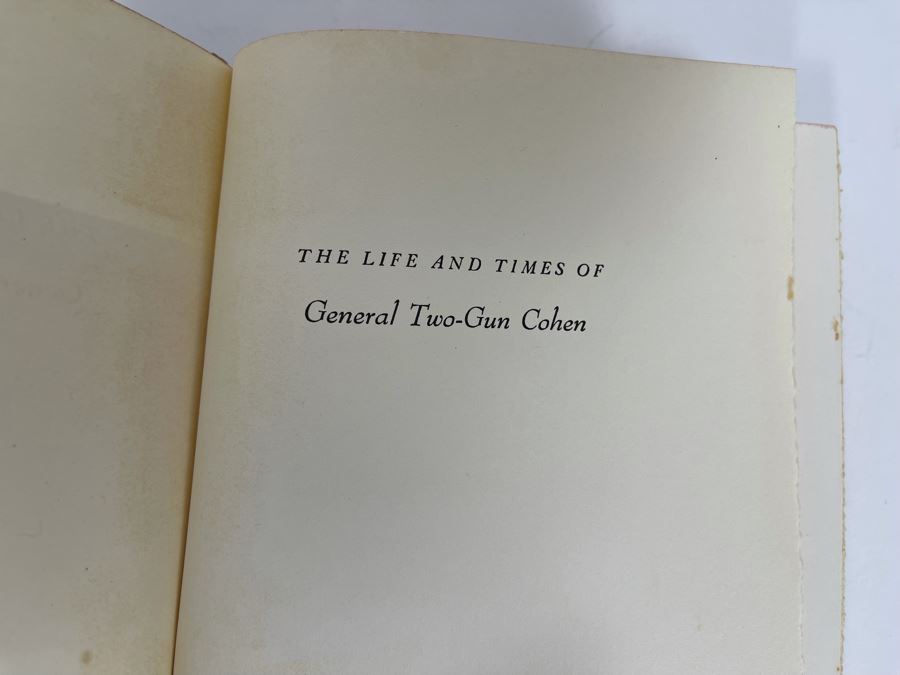 THE LIFE AND TIMES OF
General Two-Gun Cohen